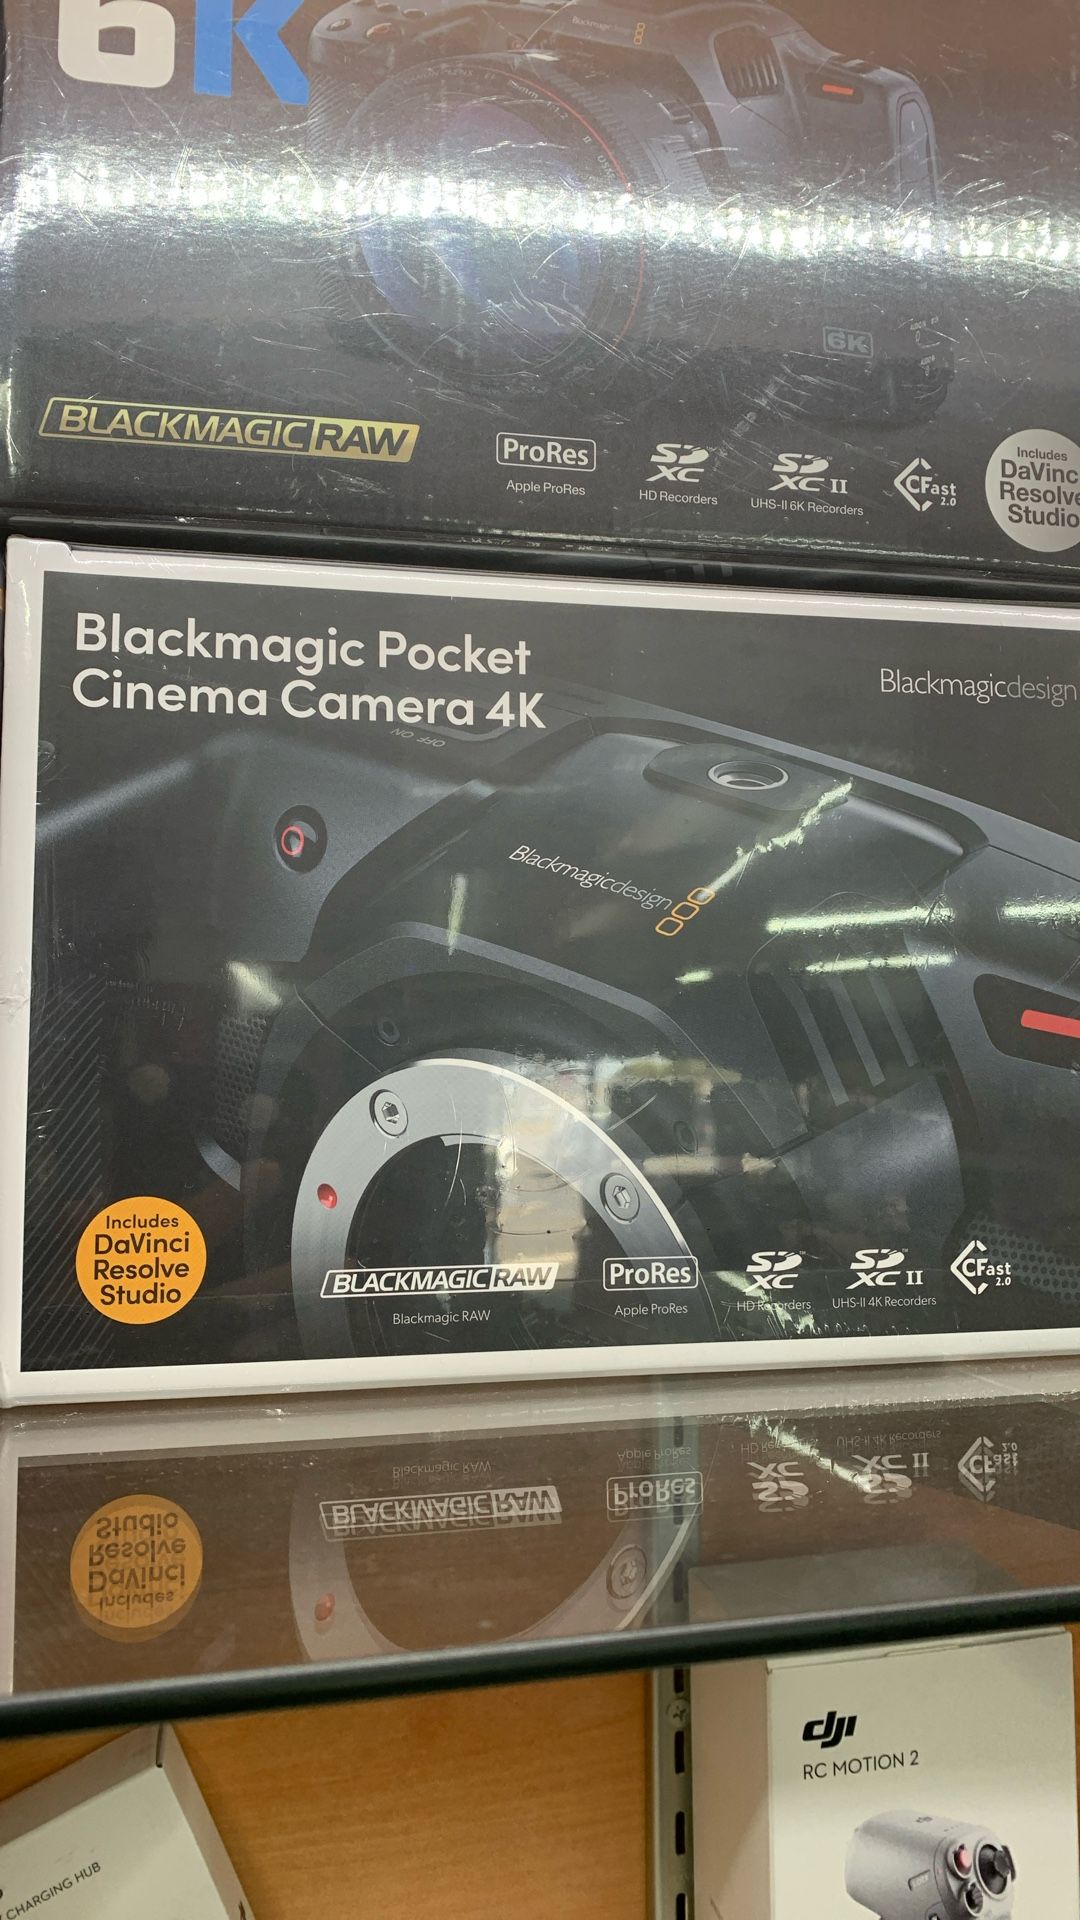 6K
Blackmagicdesign
6K
BLACKMAGIC RAW
ProRes
Apple ProRes
SD
XC
HD Recorders
SD
XC II
UHS-II 6K Recorders
CFast
2.0
Includes
DaVinc
Resolve
Studio
Blackmagic Pocket
Cinema Camera 4K
Blackmagicdesign
OFF ON
Blackmagicdesign
Includes
DaVinci
Resolve
Studio
BLACKMAGIC RAW
Blackmagic RAW
ProRes
Apple ProRes
SD
XC
HD Recorders
SD
XC II
UHS-II 4K Recorders
CFast
2.0
dji
RC MOTION 2
dji
CHARGING HUB